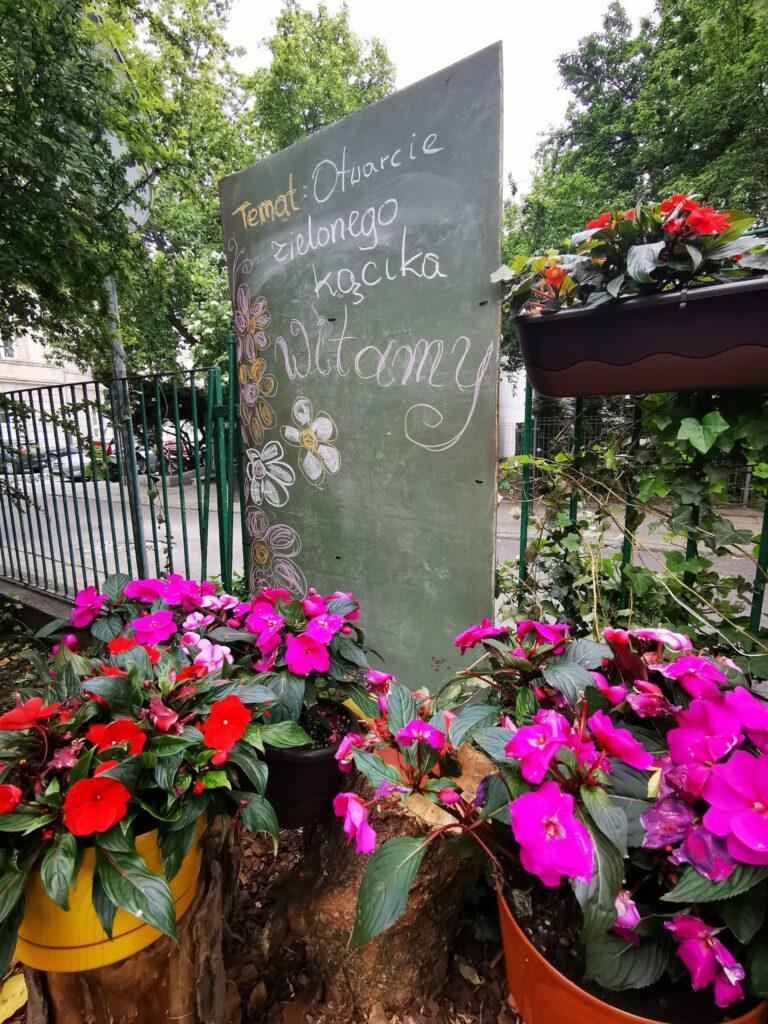 Temat: Otwarcie
zielonego
kącika
Witamy